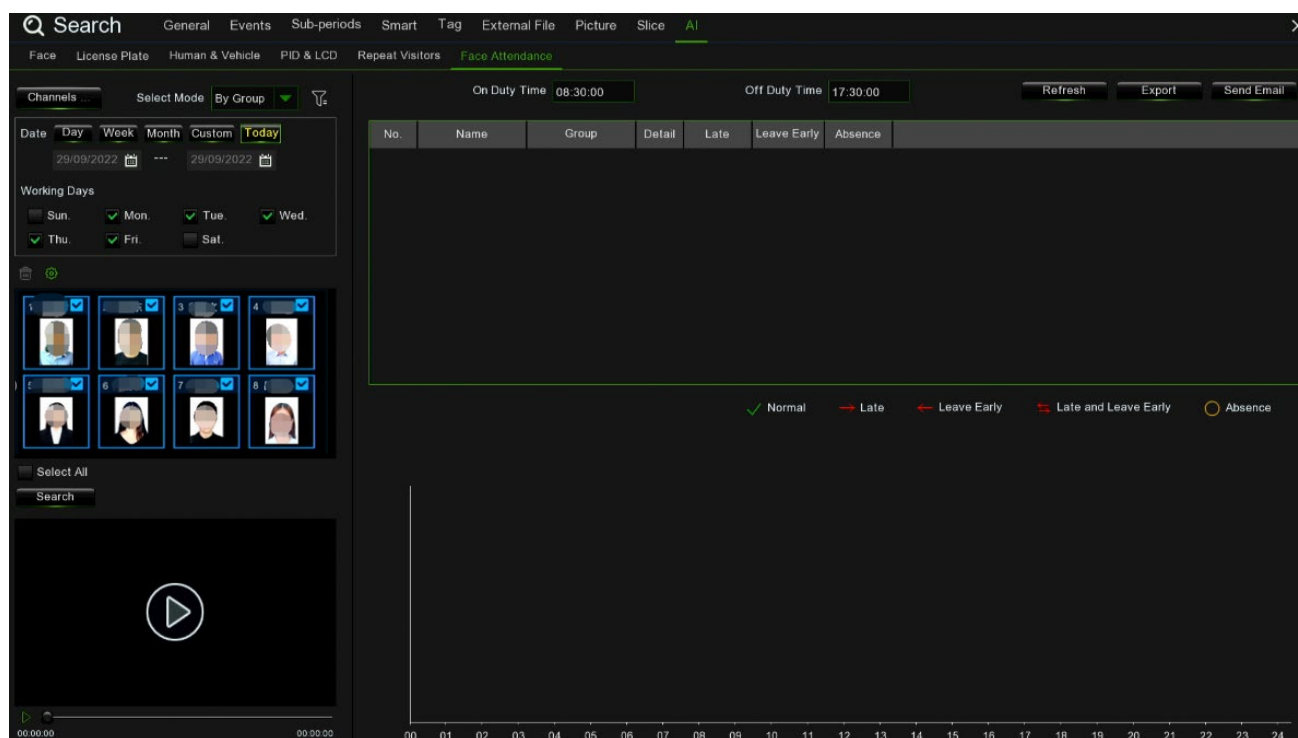 Search General Events Sub-periods Smart Tag External File Picture Slice AI
Face License Plate Human & Vehicle PID & LCD Repeat Visitors Face Attendance
Channels ... Select Mode By Group On Duty Time 08:30:00 Off Duty Time 17:30:00 Refresh Export Send Email
Date Day Week Month Custom Today
29/09/2022 --- 29/09/2022
No. Name Group Detail Late Leave Early Absence
Working Days
Sun. Mon. Tue. Wed.
Thu. Fri. Sat.
3 4
6 7 8
Normal Late Leave Early Late and Leave Early Absence
Select All
Search
00:00:00 00:00:00
00 01 02 03 04 05 06 07 08 09 10 11 12 13 14 15 16 17 18 19 20 21 22 23 24